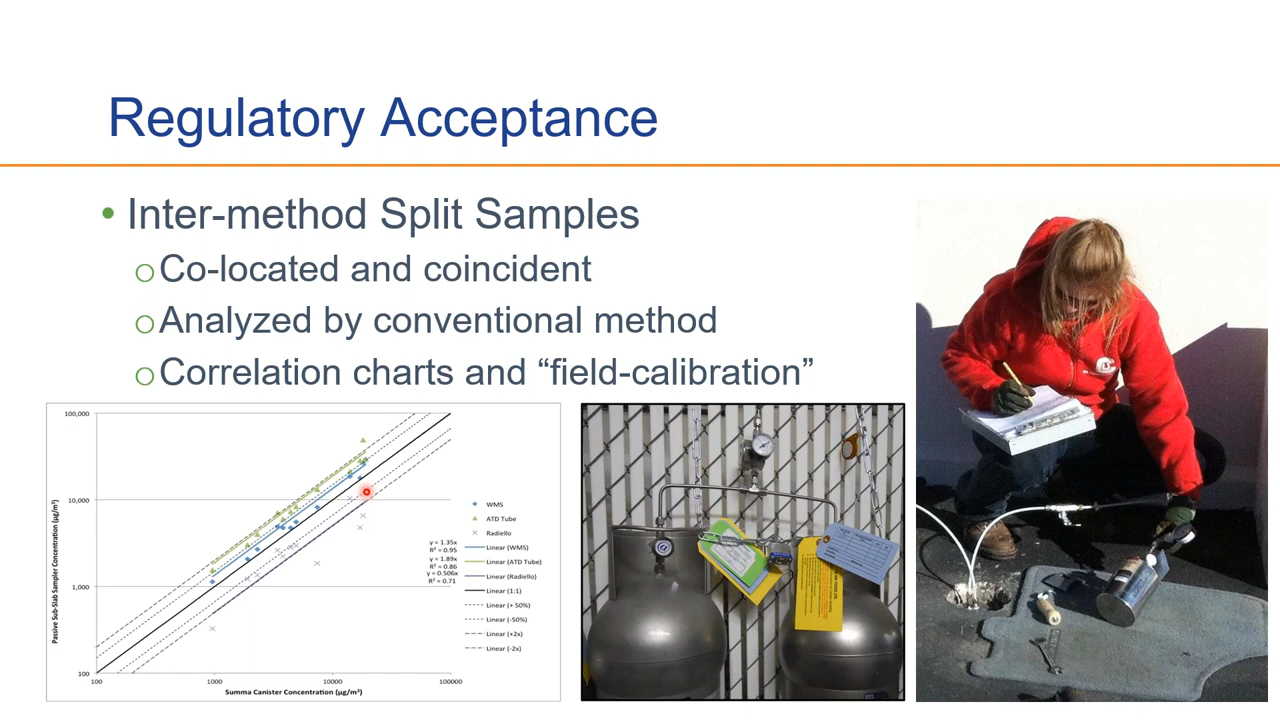 Regulatory Acceptance
• Inter-method Split Samples
o Co-located and coincident
o Analyzed by conventional method
o Correlation charts and “field-calibration”
Passive Sub-Slab Sampler Concentration (µg/m³)
100,000
10,000
1,000
100
100
1000
10000
100000
Summa Canister Concentration (µg/m³)
y = 1.35x
R² = 0.95
y = 1.89x
R² = 0.86
y = 0.506x
R² = 0.71
WMS
ATD Tube
Radiello
Linear (WMS)
Linear (ATD Tube)
Linear (Radiello)
Linear (1:1)
Linear (+ 50%)
Linear (-50%)
Linear (+2x)
Linear (-2x)